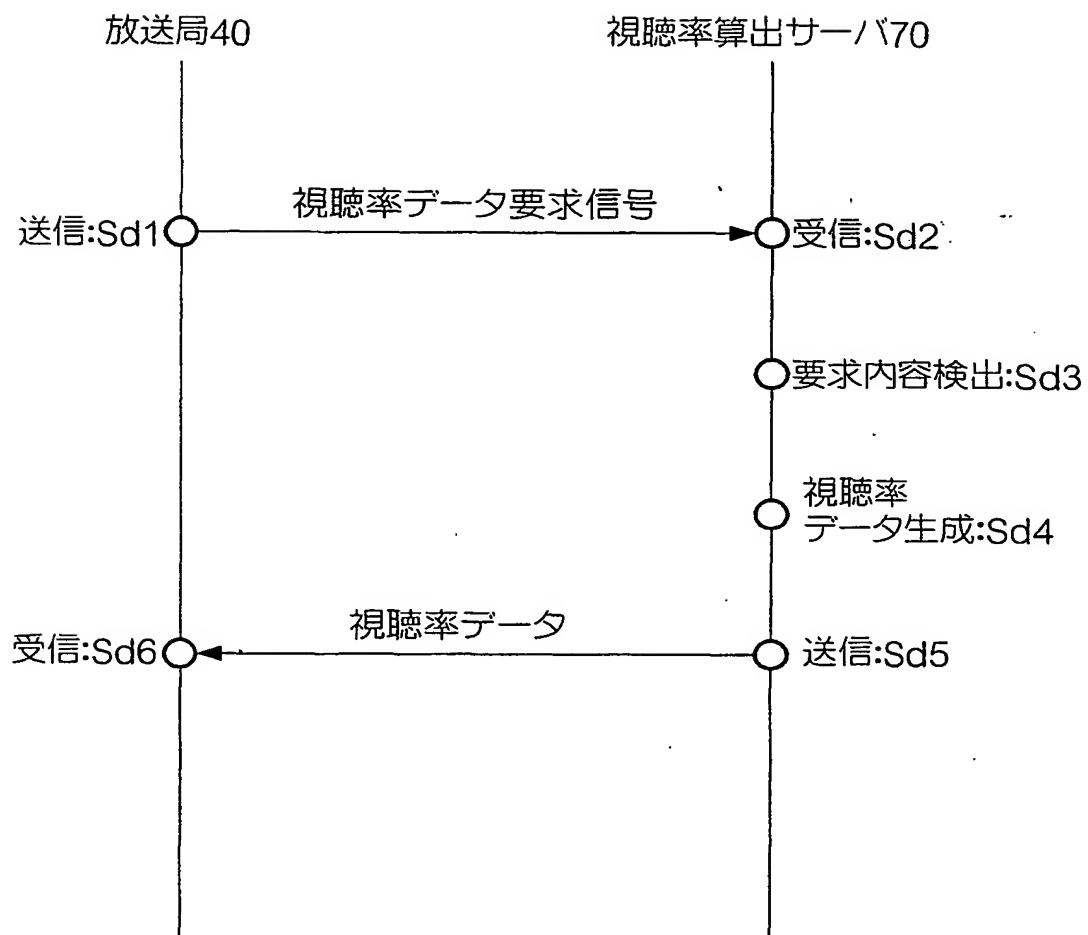 放送局40
視聴率算出サーバ70
視聴率データ要求信号
送信:Sd1
受信:Sd2
要求内容検出:Sd3
視聴率
データ生成:Sd4
視聴率データ
受信:Sd6
送信:Sd5